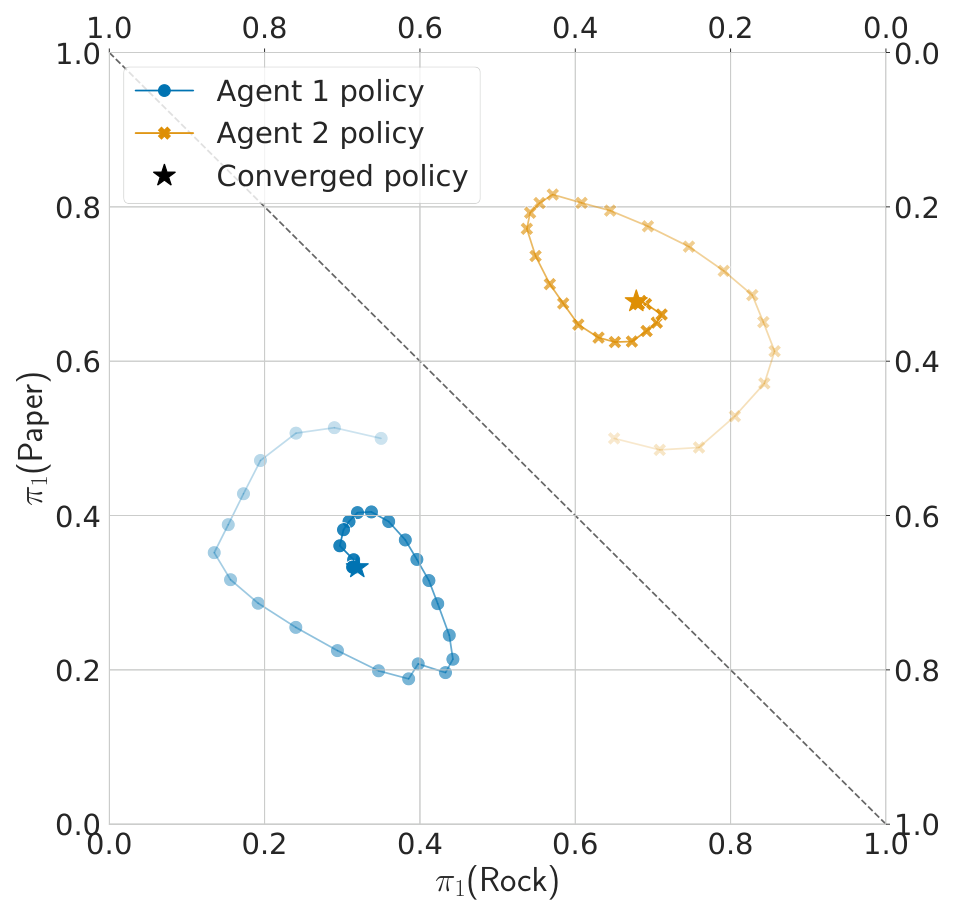 1.0 0.8 0.6 0.4 0.2 0.0
1.0 0.0
Agent 1 policy
Agent 2 policy
Converged policy
0.8 0.2
0.6 0.4
π₁(Paper)
0.4 0.6
0.2 0.8
0.0 1.0
0.0 0.2 0.4 0.6 0.8 1.0
π₁(Rock)